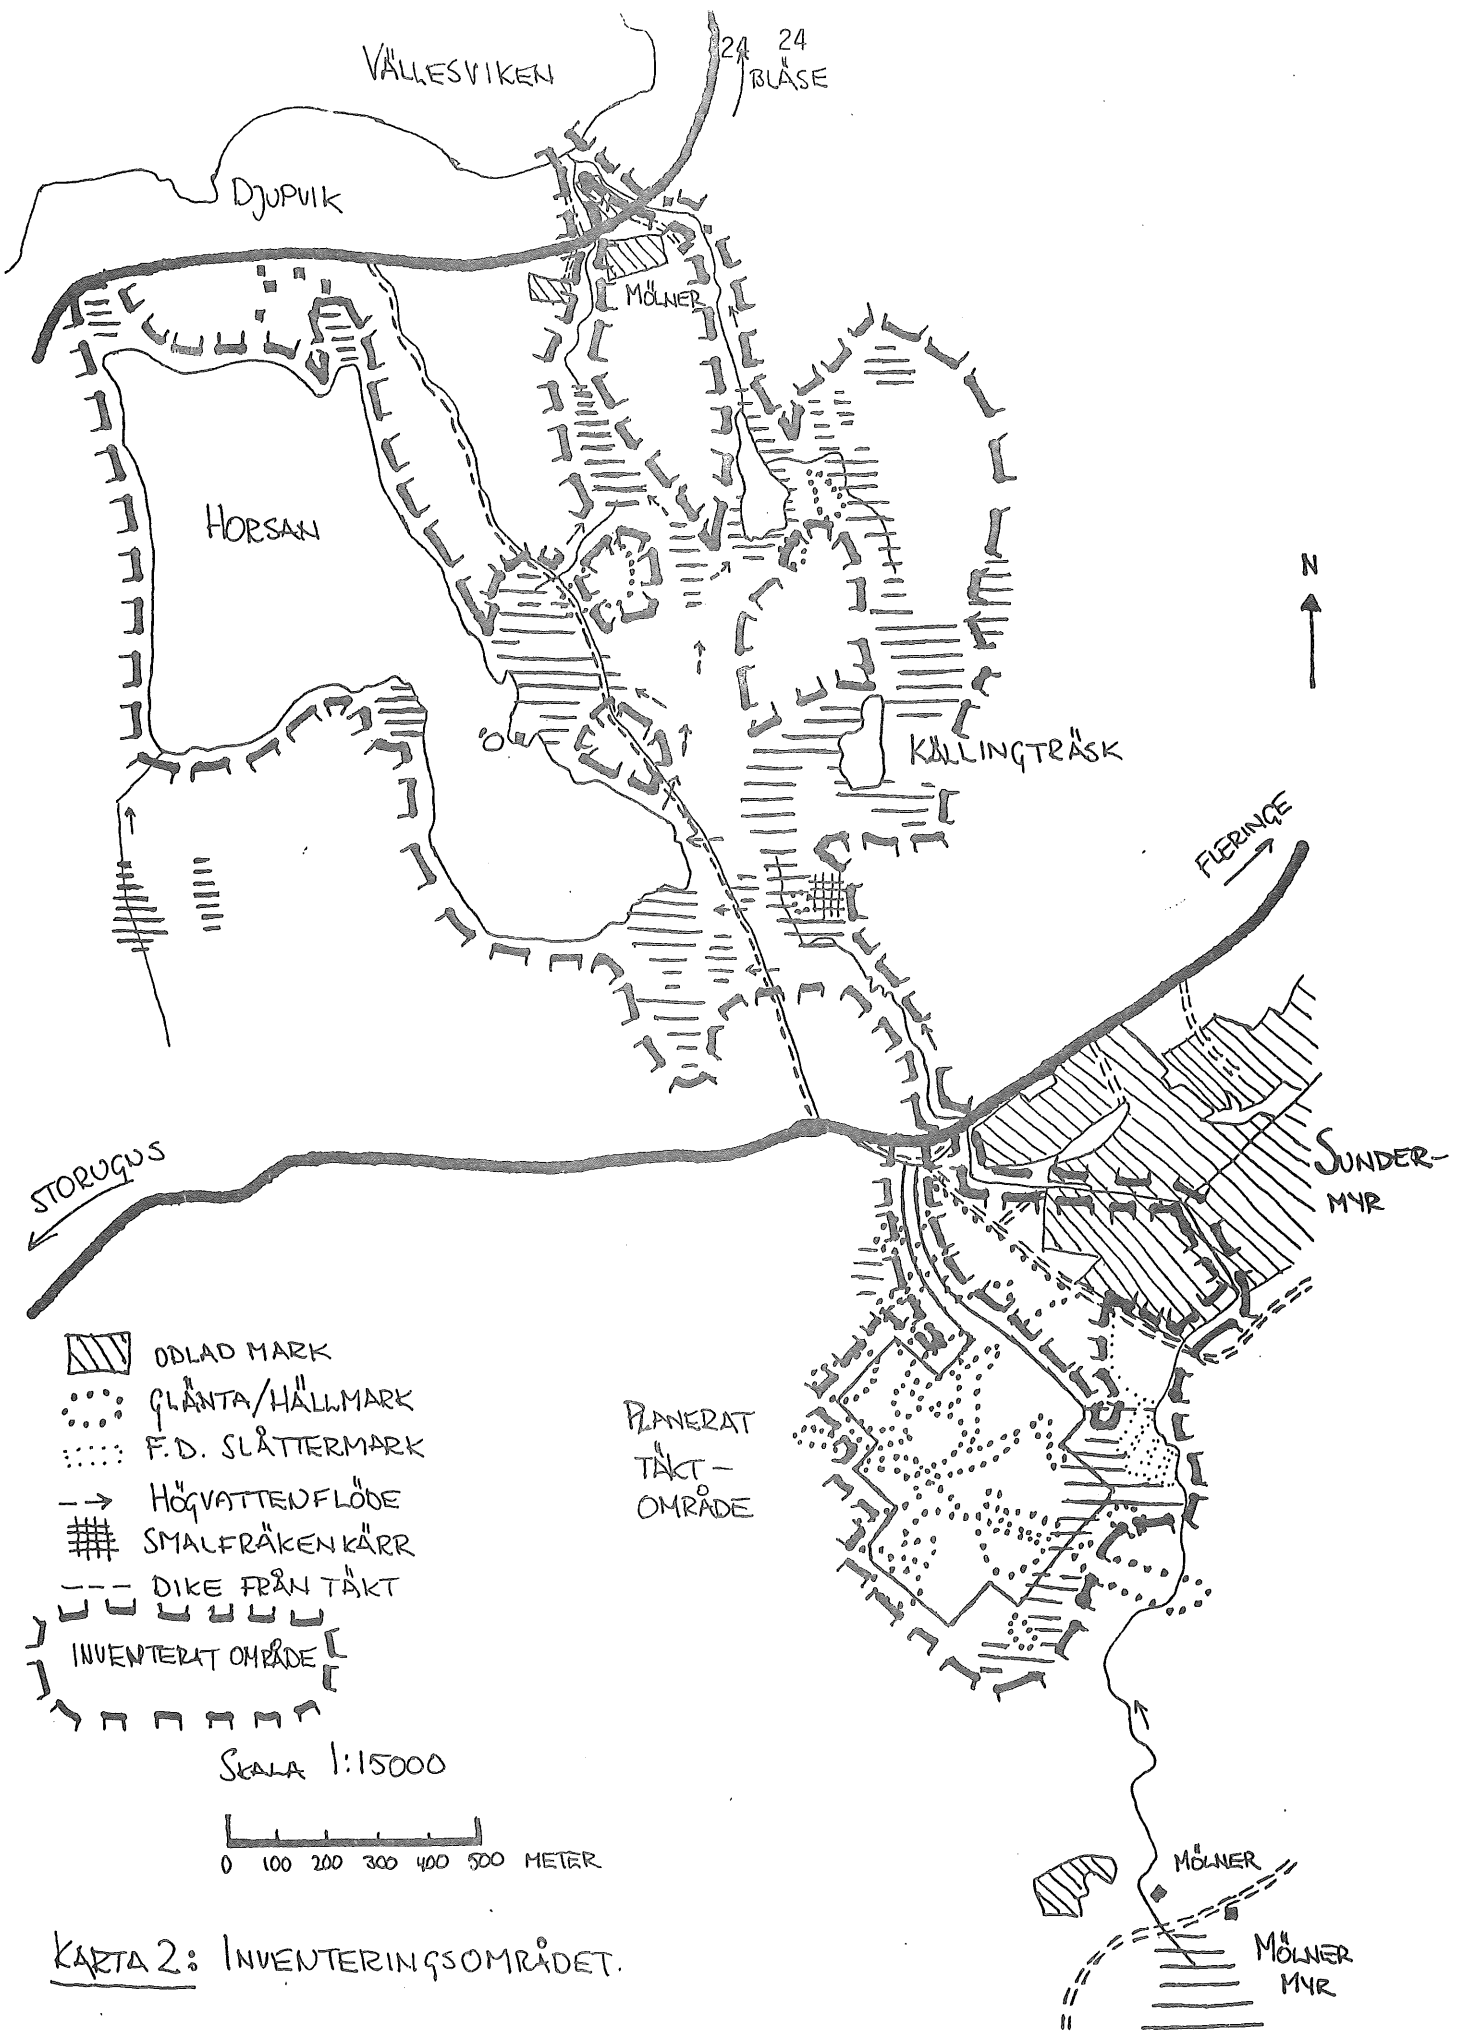 24 24
VÄLLESVIKEN
BLÄSE
DJUPVIK
MÖLNER
HORSAN
N
KÄLLINGTRÄSK
FLERINGE
STORUGNS
SUNDER-
MYR
ODLAD MARK
GLÄNTA/HÄLLMARK
F.D. SLÅTTERMARK
HÖGVATTENFLÖDE
SMALFRÄKENKÄRR
DIKE FRÅN TÄKT
INVENTERAT OMRÅDE
PLANERAT
TÄKT-
OMRÅDE
SKALA 1:15000
0 100 200 300 400 500 METER
MÖLNER
MÖLNER
MYR
KARTA 2: INVENTERINGSOMRÅDET.